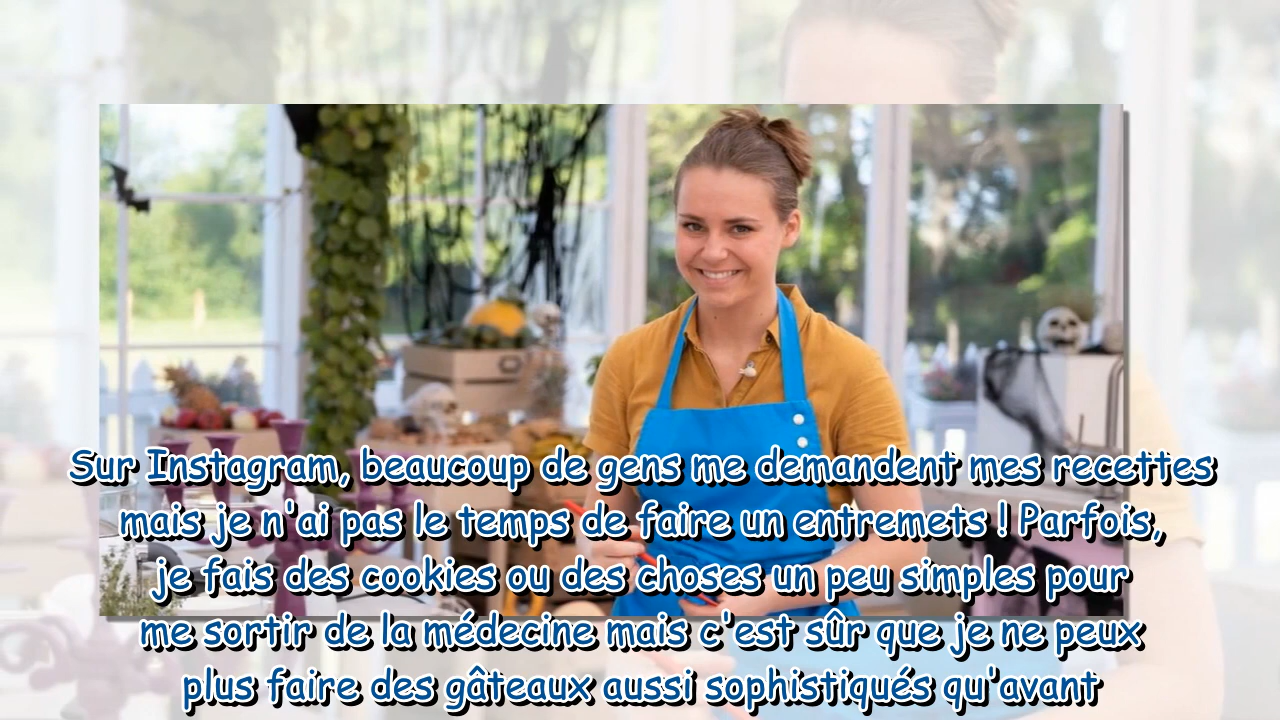 Sur Instagram, beaucoup de gens me demandent mes recettes
mais je n'ai pas le temps de faire un entremets ! Parfois,
je fais des cookies ou des choses un peu simples pour
me sortir de la médecine mais c'est sûr que je ne peux
plus faire des gâteaux aussi sophistiqués qu'avant